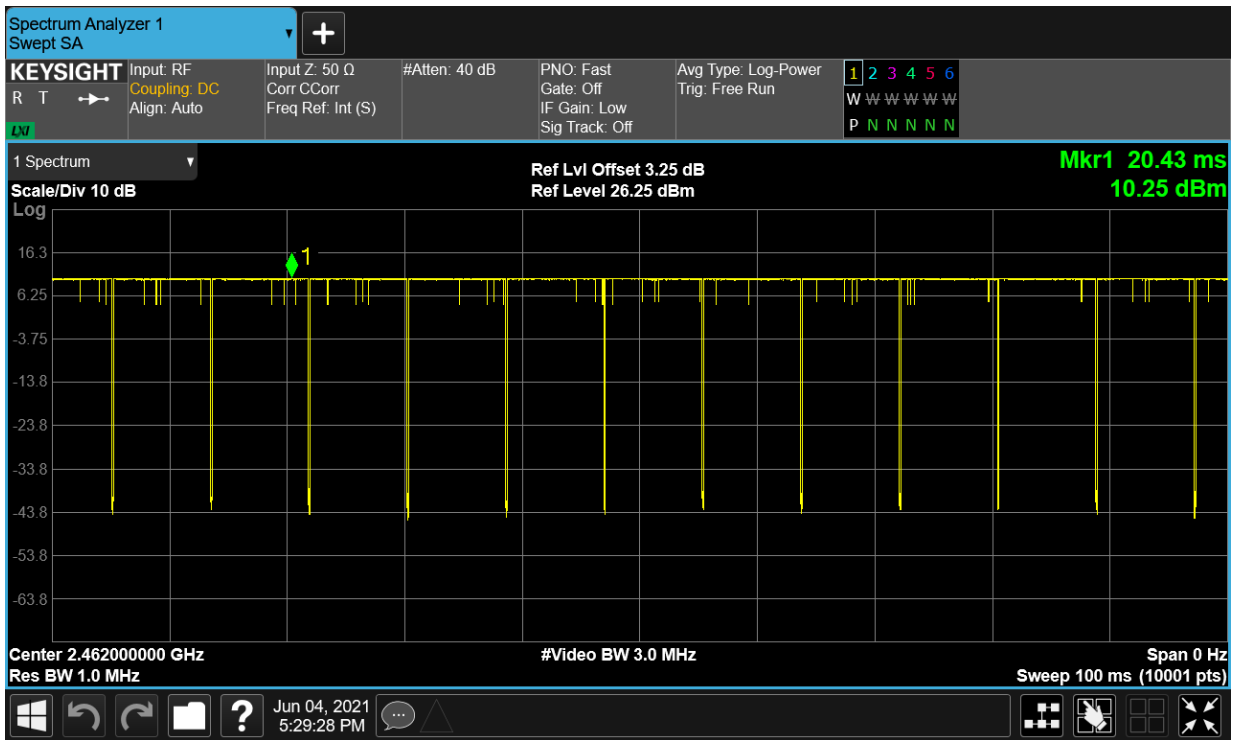 Spectrum Analyzer 1
Swept SA
+
KEYSIGHT Input: RF Input Z: 50 Ω #Atten: 40 dB PNO: Fast Avg Type: Log-Power 1 2 3 4 5 6
R T Coupling: DC Corr CCorr Gate: Off Trig: Free Run W W W W W W
Align: Auto Freq Ref: Int (S) IF Gain: Low
LXI Sig Track: Off P N N N N N
1 Spectrum
Ref Lvl Offset 3.25 dB Mkr1 20.43 ms
Scale/Div 10 dB Ref Level 26.25 dBm 10.25 dBm
Log
16.3
1
6.25
-3.75
-13.8
-23.8
-33.8
-43.8
-53.8
-63.8
Center 2.462000000 GHz #Video BW 3.0 MHz Span 0 Hz
Res BW 1.0 MHz Sweep 100 ms (10001 pts)
? Jun 04, 2021
5:29:28 PM